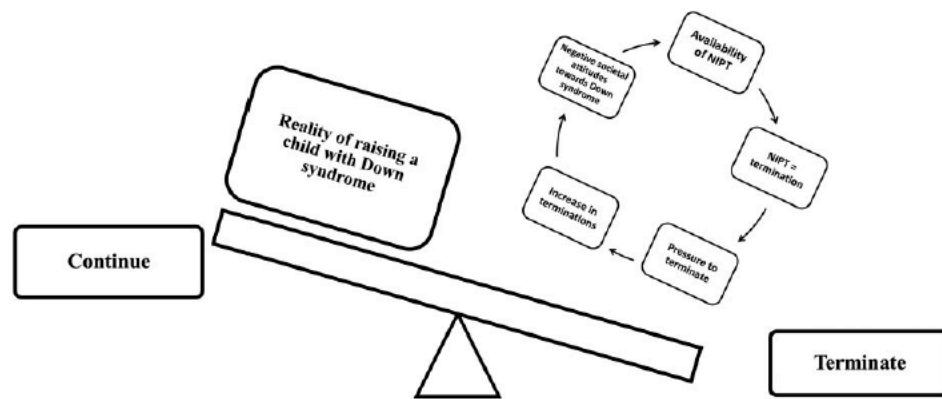 Availability
of NIPT
Negative societal
attitudes
towards Down
syndrome
Reality of raising a
child with Down
syndrome
NIPT =
termination
Increase in
terminations
Pressure to
terminate
Continue
Terminate